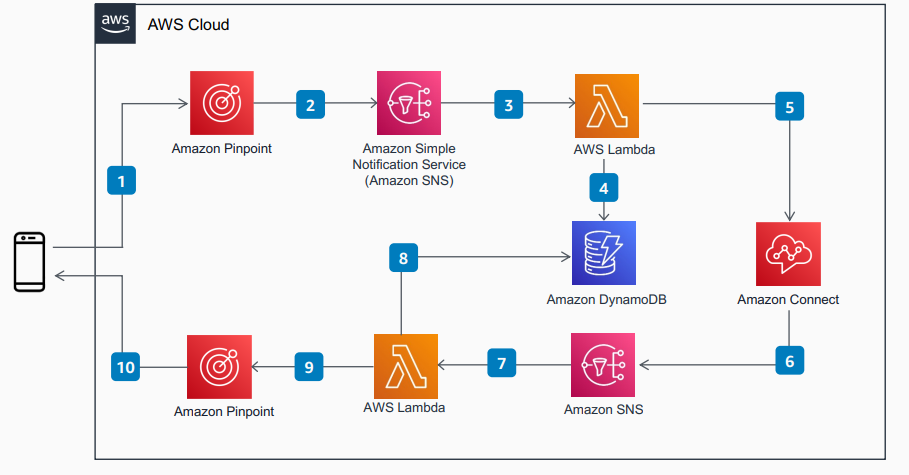 aws
AWS Cloud
2
3
5
Amazon Pinpoint
Amazon Simple
Notification Service
(Amazon SNS)
AWS Lambda
1
4
8
Amazon DynamoDB
Amazon Connect
10
9
7
6
Amazon Pinpoint
AWS Lambda
Amazon SNS